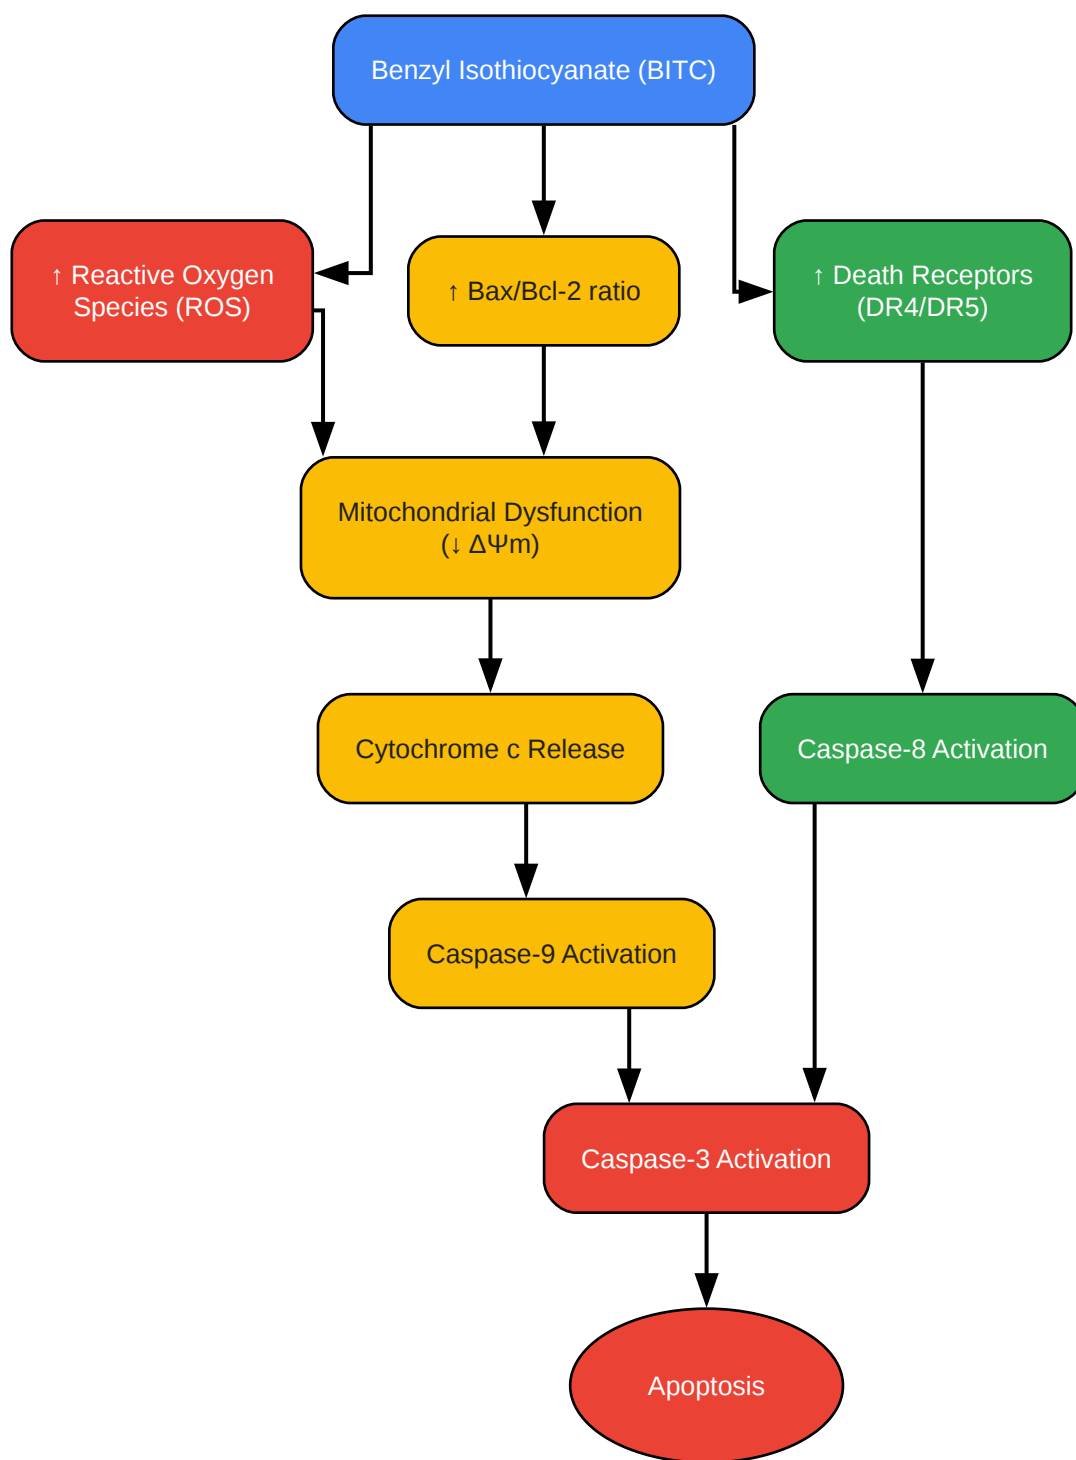 Benzyl Isothiocyanate (BITC)
↑ Reactive Oxygen
Species (ROS)
↑ Bax/Bcl-2 ratio
↑ Death Receptors
(DR4/DR5)
Mitochondrial Dysfunction
(↓ ΔΨm)
Cytochrome c Release
Caspase-8 Activation
Caspase-9 Activation
Caspase-3 Activation
Apoptosis